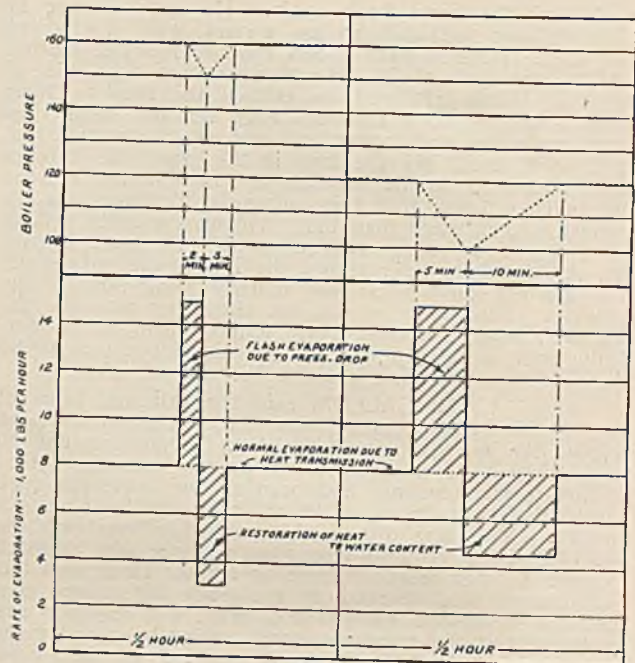 160
140
120
100
BOILER PRESSURE
2 MIN.
3 MIN.
5 MIN
10 MIN.
14
12
10
8
6
4
2
0
RATE OF EVAPORATION:- 1,000 LBS PER HOUR
FLASH EVAPORATION
DUE TO PRESS. DROP
NORMAL EVAPORATION DUE TO
HEAT TRANSMISSION
RESTORATION OF HEAT
TO WATER CONTENT
1/2 HOUR
1/2 HOUR